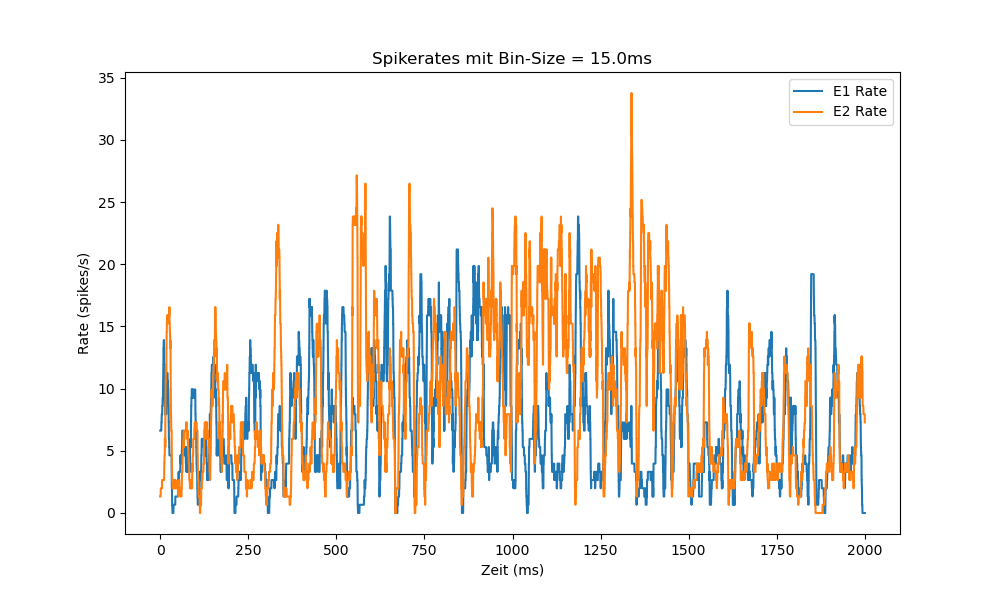 Spikerates mit Bin-Size = 15.0ms
35
30
25
20
15
10
5
0
Rate (spikes/s)
E1 Rate
E2 Rate
0 250 500 750 1000 1250 1500 1750 2000
Zeit (ms)